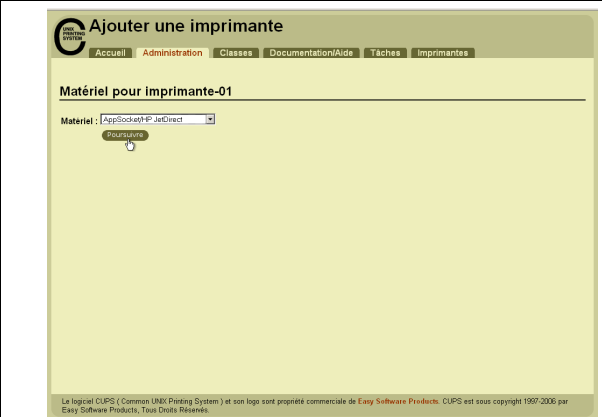 UNIX
PRINTING
SYSTEM
Ajouter une imprimante
Accueil Administration Classes Documentation/Aide Tâches Imprimantes
Matériel pour imprimante-01
Matériel : AppSocket/HP JetDirect
Poursuivre
Le logiciel CUPS ( Common UNIX Printing System ) et son logo sont propriété commerciale de Easy Software Products. CUPS est sous copyright 1997-2006 par
Easy Software Products, Tous Droits Réservés.